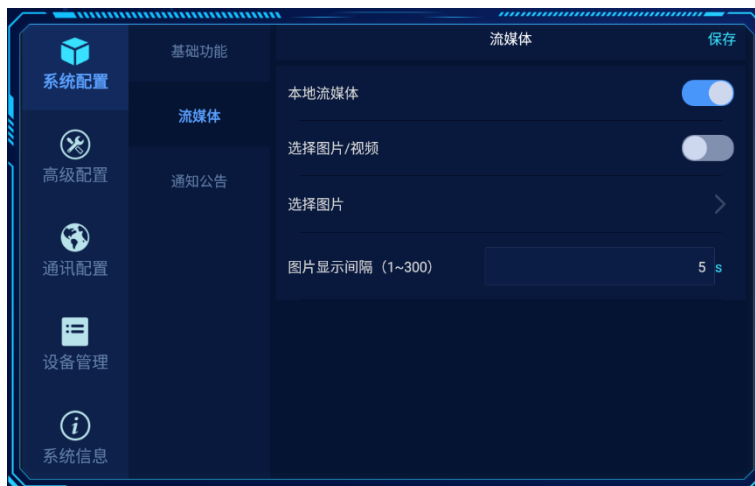 系统配置
高级配置
通讯配置
设备管理
系统信息
基础功能
流媒体
通知公告
流媒体
保存
本地流媒体
选择图片/视频
选择图片
图片显示间隔（1~300）
5 s